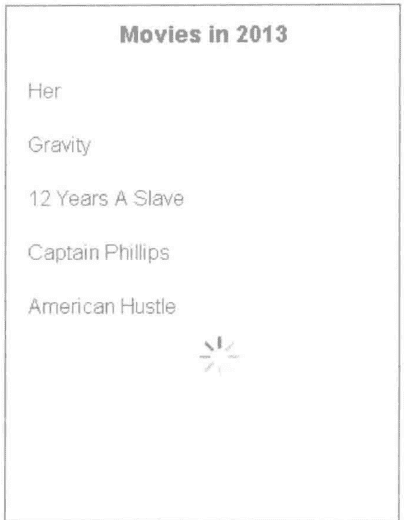 Movies in 2013
Her
Gravity
12 Years A Slave
Captain Phillips
American Hustle